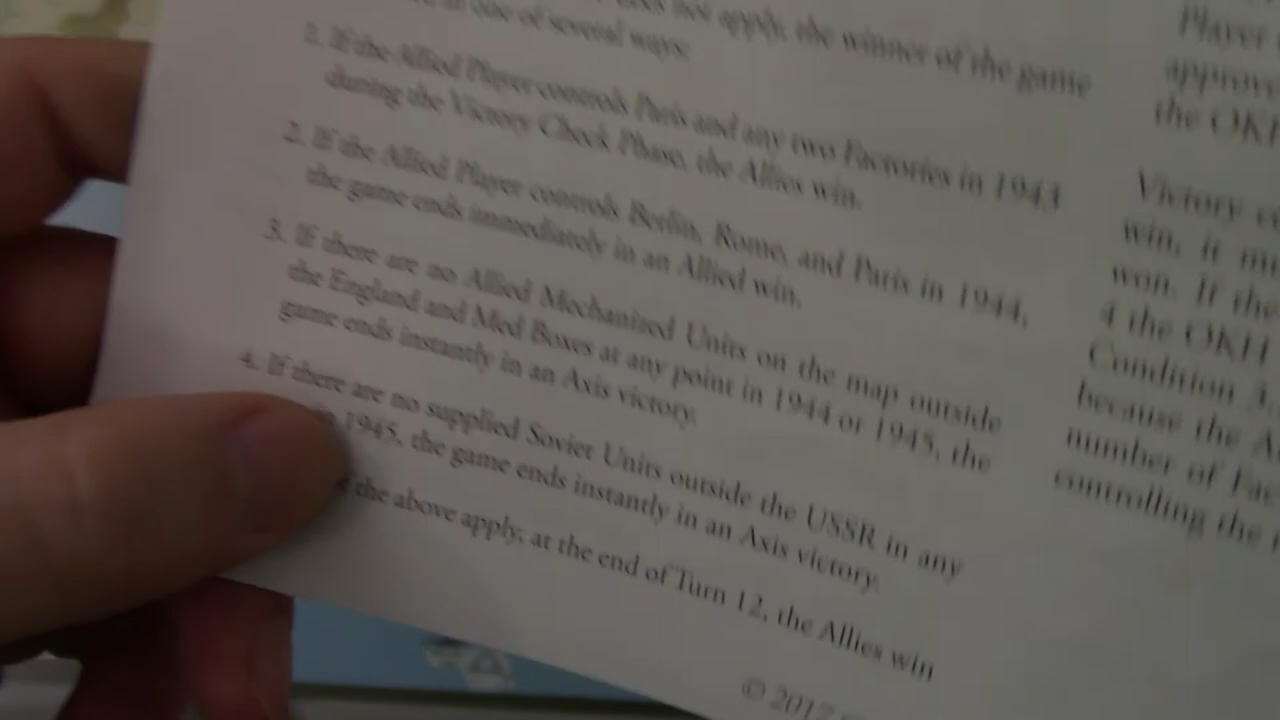 not apply, the winner of the game
in one of several ways:
1. If the Allied Player controls Paris and any two Factories in 1943
during the Victory Check Phase, the Allies win.
2. If the Allied Player controls Berlin, Rome, and Paris in 1944,
the game ends immediately in an Allied win.
3. If there are no Allied Mechanized Units on the map outside
the England and Med Boxes at any point in 1944 or 1945, the
game ends instantly in an Axis victory.
4. If there are no supplied Soviet Units outside the USSR in any
in 1945, the game ends instantly in an Axis victory.
the above apply, at the end of Turn 12, the Allies win
© 2017
Player
approve
the OKH
Victory
win, it
won. If the
4 the OKH
Condition 3.
because the
number of
controlling the